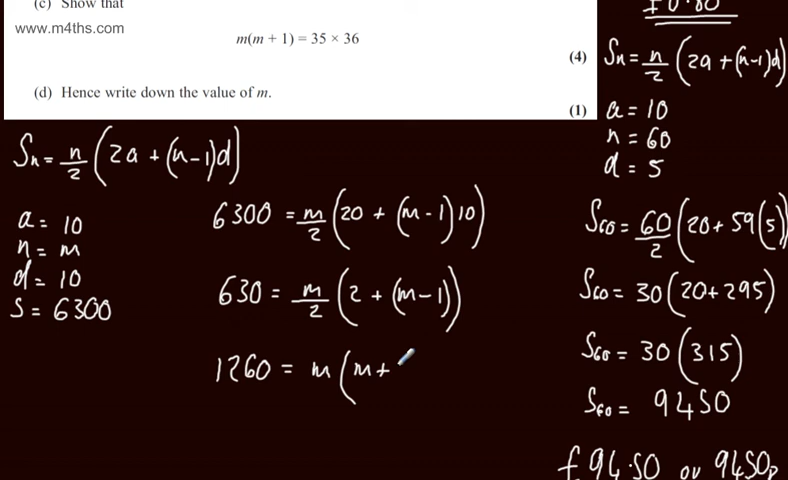 (c) Show that
www.m4ths.com
m(m + 1) = 35 × 36
(4)
(d) Hence write down the value of m.
(1)
Sn = n/2 (2a + (n-1)d)
a = 10
n = m
d = 10
S = 6300
6300 = m/2 (20 + (m-1)10)
630 = m/2 (2 + (m-1))
1260 = m (m+
£0.80
Sn = n/2 (2a + (n-1)d)
a = 10
n = 60
d = 5
S60 = 60/2 (20 + 59(5))
S60 = 30(20+295)
S60 = 30(315)
S60 = 9450
£94.50 or 9450p